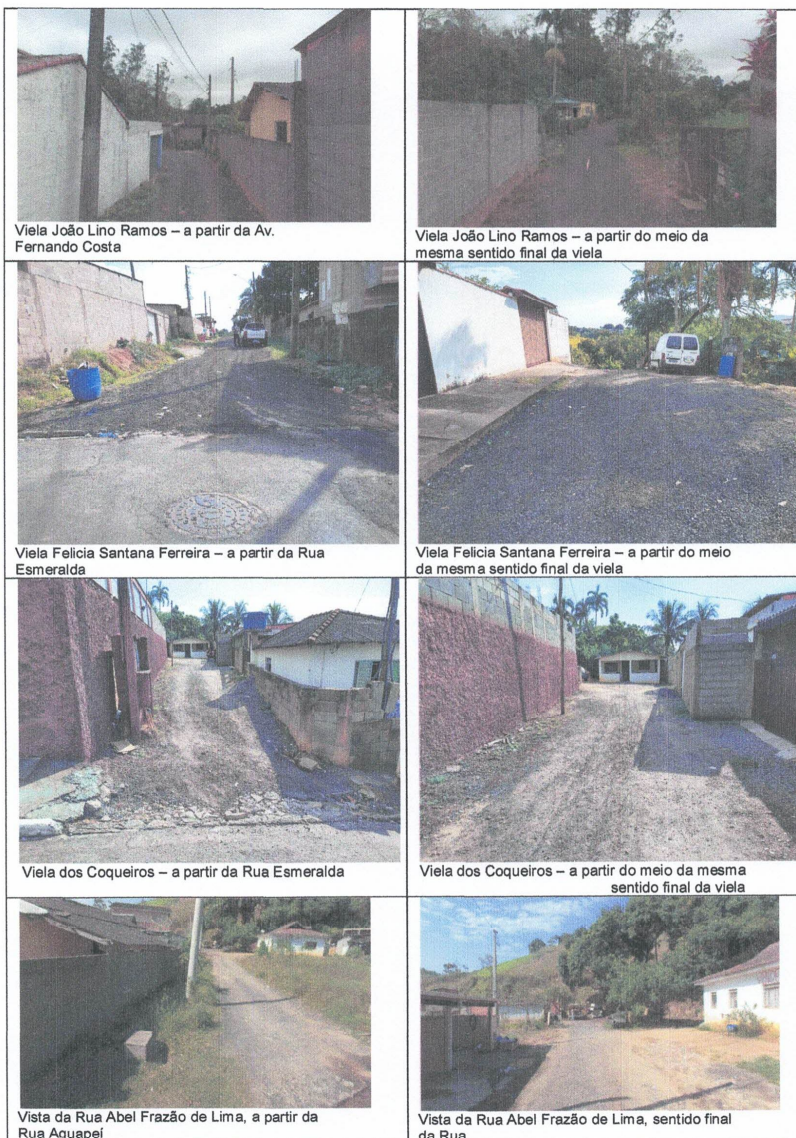 Viela João Lino Ramos – a partir da Av.
Fernando Costa
Viela João Lino Ramos – a partir do meio da
mesma sentido final da viela
Viela Felicia Santana Ferreira – a partir da Rua
Esmeralda
Viela Felicia Santana Ferreira – a partir do meio
da mesma sentido final da viela
Viela dos Coqueiros – a partir da Rua Esmeralda
Viela dos Coqueiros – a partir do meio da mesma
sentido final da viela
Vista da Rua Abel Frazão de Lima, a partir da
Rua Aguapeí
Vista da Rua Abel Frazão de Lima, sentido final
da Rua